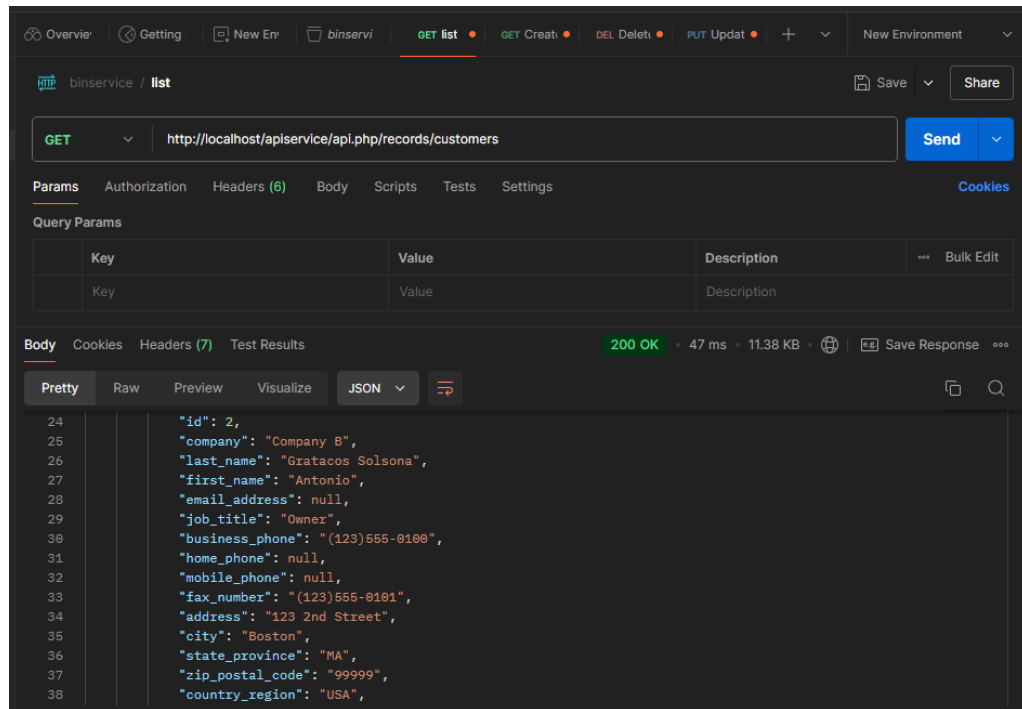 Overvie Getting New En binservi GET list GET Creat DEL Delet PUT Updat New Environment
HTTP binservice / list Save Share
GET http://localhost/apiservice/api.php/records/customers Send
Params Authorization Headers (6) Body Scripts Tests Settings Cookies
Query Params
Key Value Description Bulk Edit
Key Value Description
Body Cookies Headers (7) Test Results 200 OK 47 ms 11.38 KB e.g. Save Response
Pretty Raw Preview Visualize JSON
24 "id": 2,
25 "company": "Company B",
26 "last_name": "Gratacos Solsona",
27 "first_name": "Antonio",
28 "email_address": null,
29 "job_title": "Owner",
30 "business_phone": "(123)555-0100",
31 "home_phone": null,
32 "mobile_phone": null,
33 "fax_number": "(123)555-0101",
34 "address": "123 2nd Street",
35 "city": "Boston",
36 "state_province": "MA",
37 "zip_postal_code": "99999",
38 "country_region": "USA",